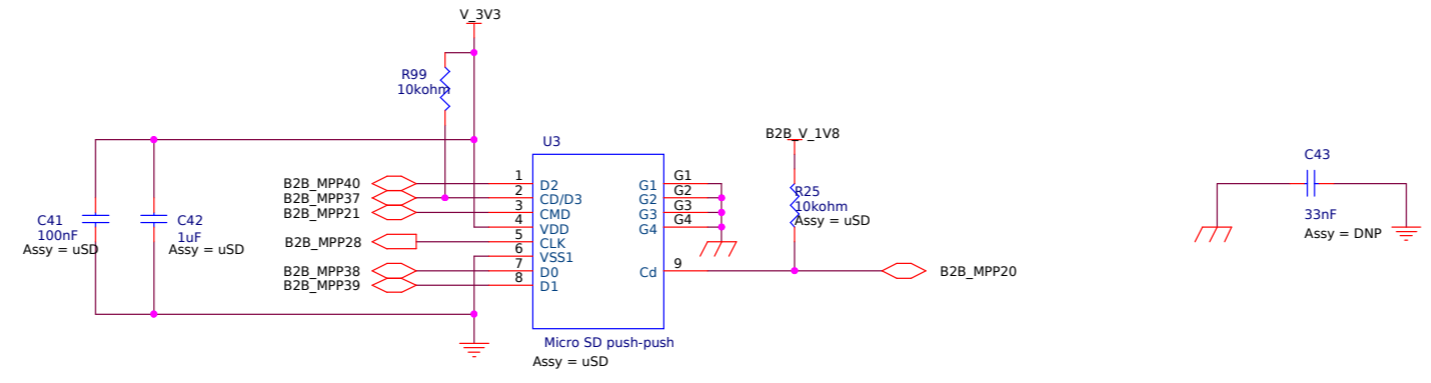 V_3V3
R99
10kohm
U3
B2B_V_1V8
C43
B2B_MPP40
1
D2
G1
G1
B2B_MPP37
2
CD/D3
G2
G2
R25
B2B_MPP21
3
CMD
G3
G3
10kohm
33nF
C41
C42
4
VDD
G4
G4
Assy = uSD
100nF
1uF
Assy = DNP
Assy = uSD
Assy = uSD
B2B_MPP28
5
CLK
6
VSS1
B2B_MPP38
7
D0
Cd
9
B2B_MPP20
B2B_MPP39
8
D1
Micro SD push-push
Assy = uSD